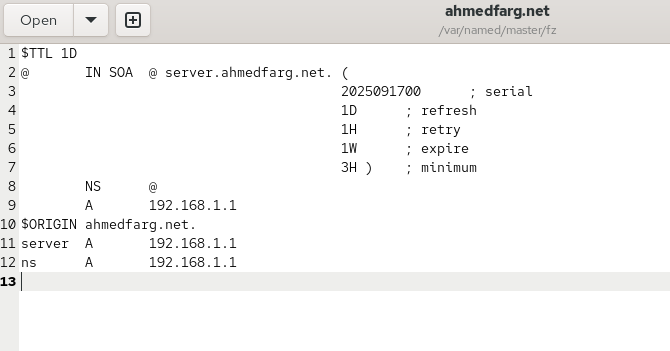 Open
ahmedfarg.net
/var/named/master/fz
1 $TTL 1D
2 @ IN SOA @ server.ahmedfarg.net. (
3 2025091700 ; serial
4 1D ; refresh
5 1H ; retry
6 1W ; expire
7 3H ) ; minimum
8 NS @
9 A 192.168.1.1
10 $ORIGIN ahmedfarg.net.
11 server A 192.168.1.1
12 ns A 192.168.1.1
13